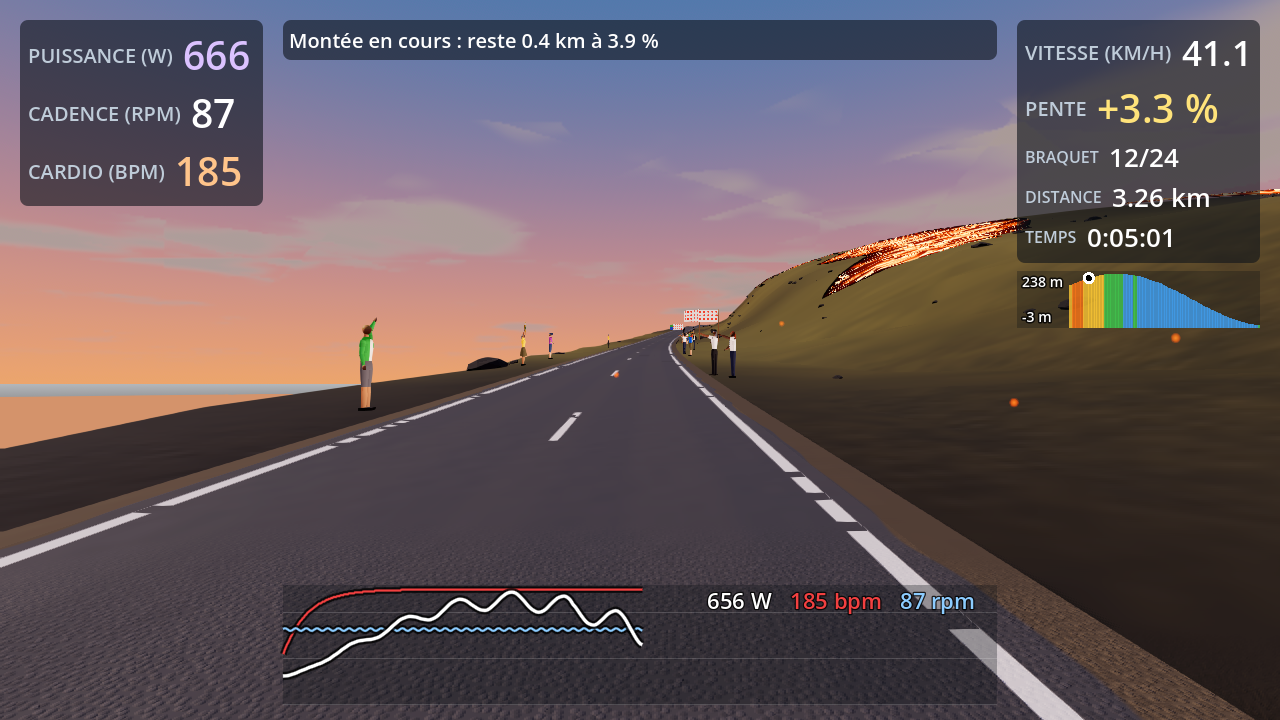 PUISSANCE (W) 666
CADENCE (RPM) 87
CARDIO (BPM) 185
Montée en cours : reste 0.4 km à 3.9 %
VITESSE (KM/H) 41.1
PENTE +3.3 %
BRAQUET 12/24
DISTANCE 3.26 km
TEMPS 0:05:01
238 m
-3 m
656 W 185 bpm 87 rpm